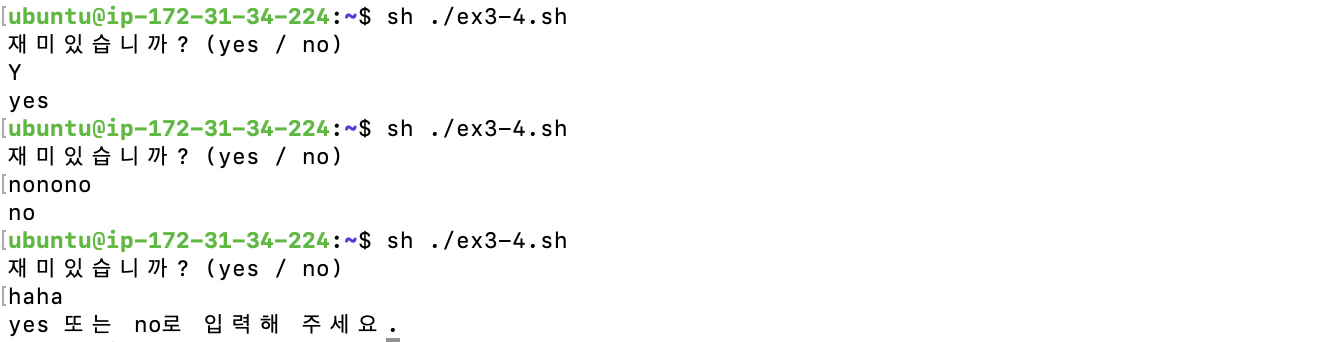 ubuntu@ip-172-31-34-224:~$ sh ./ex3-4.sh
재미있습니까? (yes / no)
Y
yes
ubuntu@ip-172-31-34-224:~$ sh ./ex3-4.sh
재미있습니까? (yes / no)
nonono
no
ubuntu@ip-172-31-34-224:~$ sh ./ex3-4.sh
재미있습니까? (yes / no)
haha
yes 또는 no로 입력해 주세요.